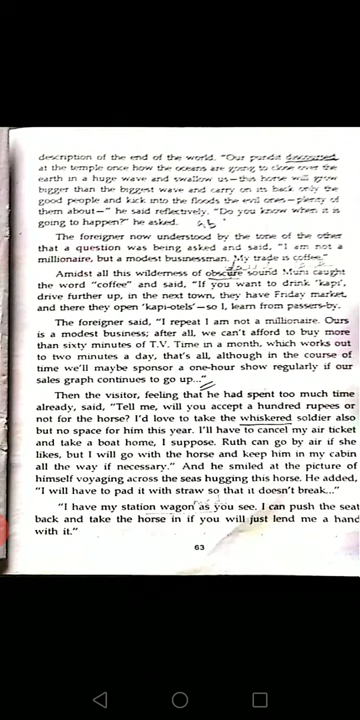 description of the end of the world. "Our pundit discoursed
at the temple once how the oceans are going to close over the
earth in a huge wave and swallow us—this horse will grow
bigger than the biggest wave and carry on its back only the
good people and kick into the floods the evil ones—plenty of
them about—" he said reflectively. "Do you know when it is
going to happen?" he asked.
The foreigner now understood by the tone of the other
that a question was being asked and said, "I am not a
millionaire, but a modest businessman. My trade is coffee."
Amidst all this wilderness of obscure sound Muni caught
the word "coffee" and said, "If you want to drink 'kapi',
drive further up, in the next town, they have Friday market,
and there they open 'kapi-otels'—so I, learn from passers-by.
The foreigner said, "I repeat I am not a millionaire. Ours
is a modest business; after all, we can't afford to buy more
than sixty minutes of T.V. Time in a month, which works out
to two minutes a day, that's all, although in the course of
time we'll maybe sponsor a one-hour show regularly if our
sales graph continues to go up..."
Then the visitor, feeling that he had spent too much time
already, said, "Tell me, will you accept a hundred rupees or
not for the horse? I'd love to take the whiskered soldier also
but no space for him this year. I'll have to cancel my air ticket
and take a boat home, I suppose. Ruth can go by air if she
likes, but I will go with the horse and keep him in my cabin
all the way if necessary." And he smiled at the picture of
himself voyaging across the seas hugging this horse. He added,
"I will have to pad it with straw so that it doesn't break..."
"I have my station wagon as you see. I can push the seat
back and take the horse in if you will just lend me a hand
with it."
63